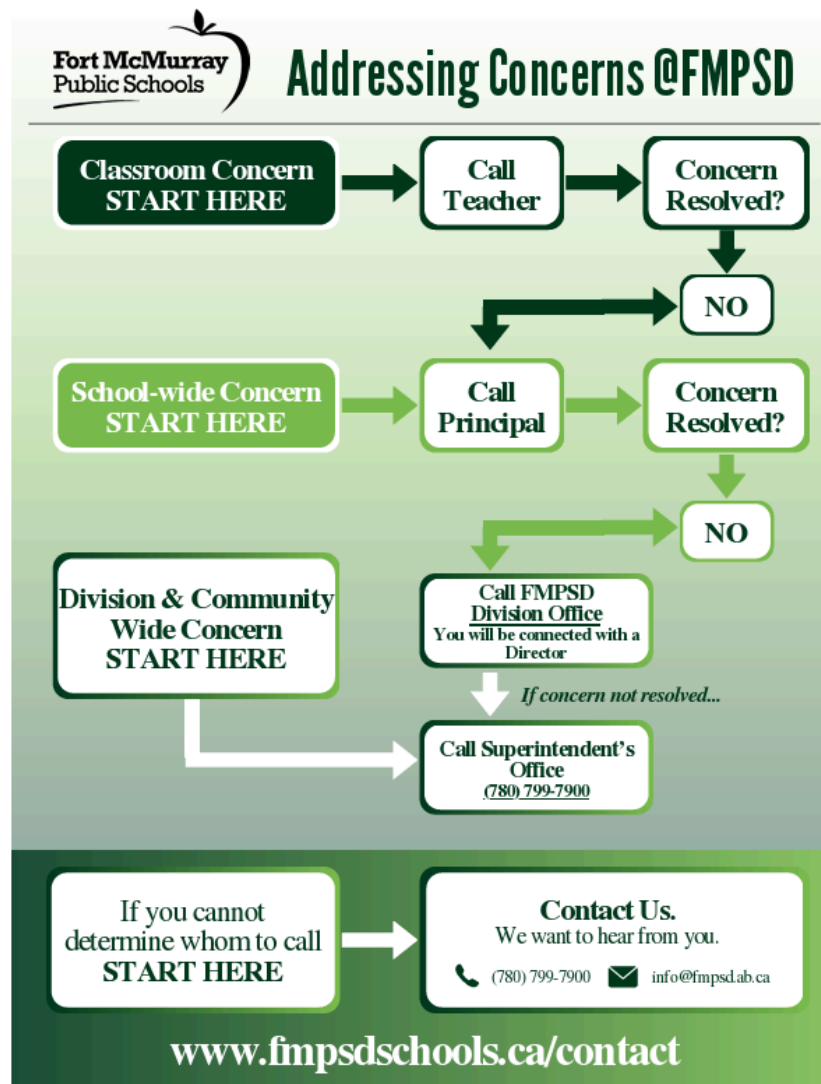 Fort McMurray
Public Schools
Addressing Concerns @FMPSD
Classroom Concern
START HERE
Call
Teacher
Concern
Resolved?
NO
School-wide Concern
START HERE
Call
Principal
Concern
Resolved?
NO
Division & Community
Wide Concern
START HERE
Call FMPSD
Division Office
You will be connected with a
Director
If concern not resolved...
Call Superintendent's
Office
(780) 799-7900
If you cannot
determine whom to call
START HERE
Contact Us.
We want to hear from you.
(780) 799-7900
info@fmpsd.ab.ca
www.fmpsdschools.ca/contact